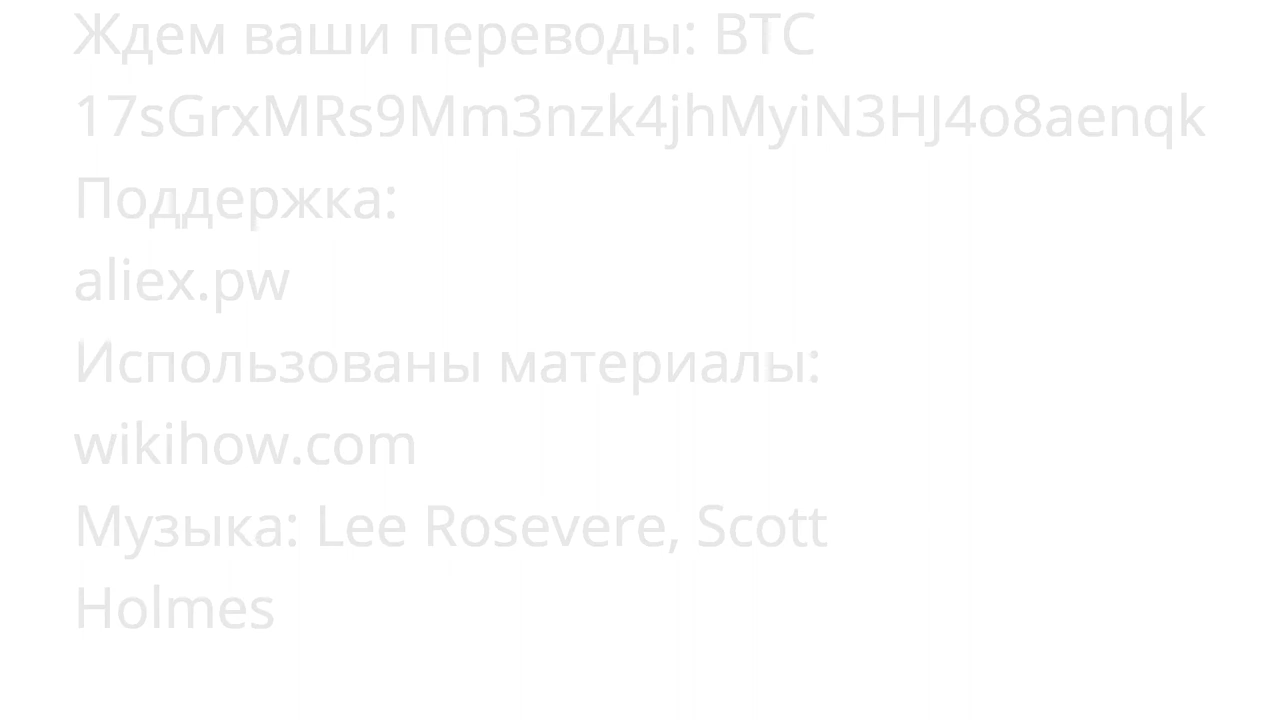 Ждем ваши переводы: BTC
17sGrxMRs9Mm3nzk4jhMyiN3HJ4o8aenqk
Поддержка:
aliex.pw
Использованы материалы:
wikihow.com
Музыка: Lee Rosevere, Scott
Holmes